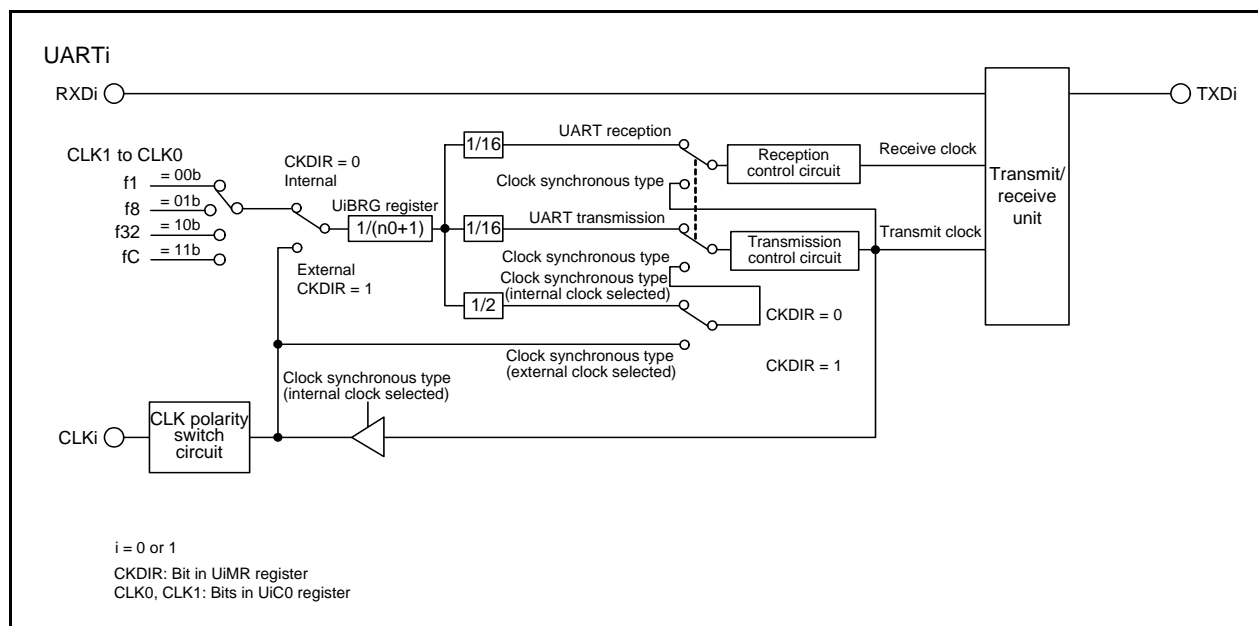 UARTi
RXDi
TXDi
CLK1 to CLK0
f1
= 00b
f8
= 01b
f32
= 10b
fC
= 11b
CKDIR = 0
Internal
External
CKDIR = 1
UiBRG register
1/(n0+1)
1/16
UART reception
Clock synchronous type
1/16
UART transmission
Clock synchronous type
Clock synchronous type
(internal clock selected)
1/2
CKDIR = 0
Clock synchronous type
(external clock selected)
CKDIR = 1
Reception
control circuit
Receive clock
Transmission
control circuit
Transmit clock
Transmit/
receive
unit
Clock synchronous type
(internal clock selected)
CLKi
CLK polarity
switch
circuit
i = 0 or 1
CKDIR: Bit in UiMR register
CLK0, CLK1: Bits in UiC0 register